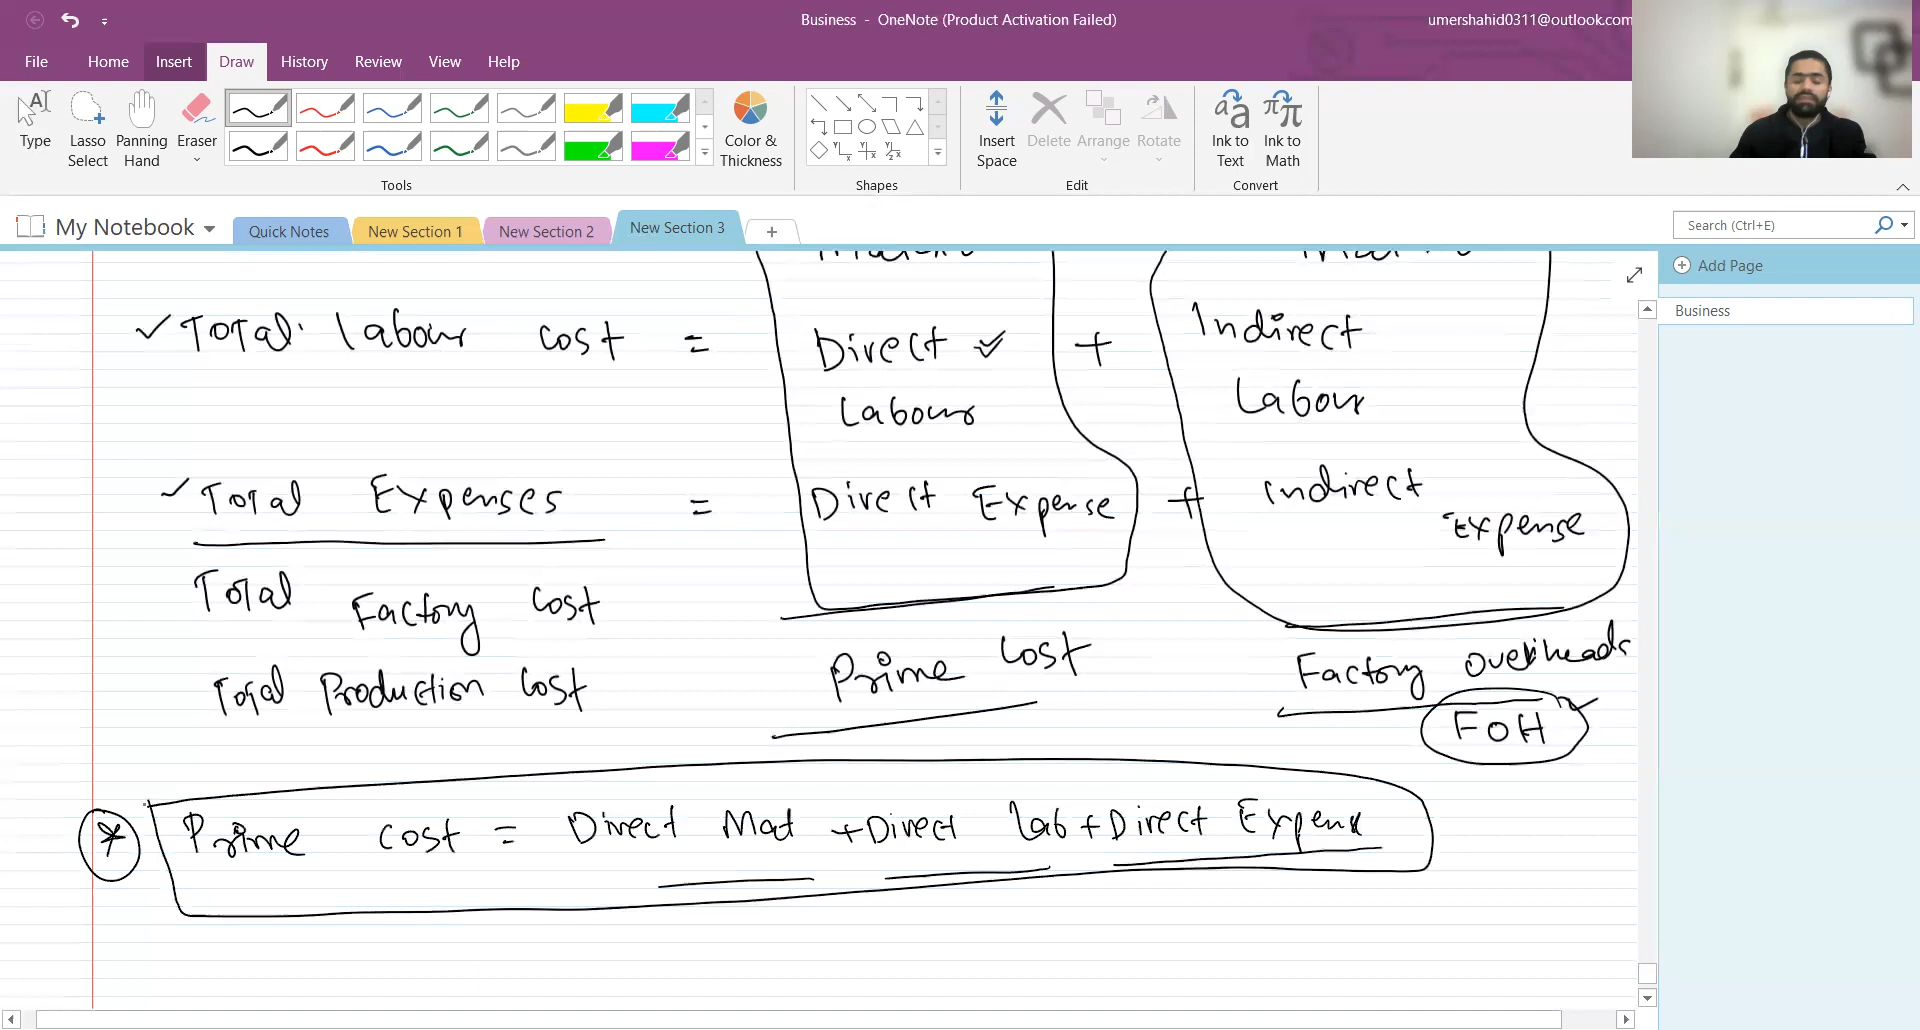 Business - OneNote (Product Activation Failed)
umershahid0311@outlook.com
File Home Insert Draw History Review View Help
Type
Lasso Select
Panning Hand
Eraser
Color & Thickness
Insert Space
Delete
Arrange
Rotate
Ink to Text
Ink to Math
Tools
Shapes
Edit
Convert
My Notebook
Quick Notes
New Section 1
New Section 2
New Section 3
Search (Ctrl+E)
Add Page
Business
Total labour cost = Direct Labour + Indirect Labour
Total Expenses = Direct Expense + indirect Expense
Total Factory cost
Prime cost
Factory overheads
Total Production cost
FOH
* Prime cost = Direct Mat + Direct lab + Direct Expense